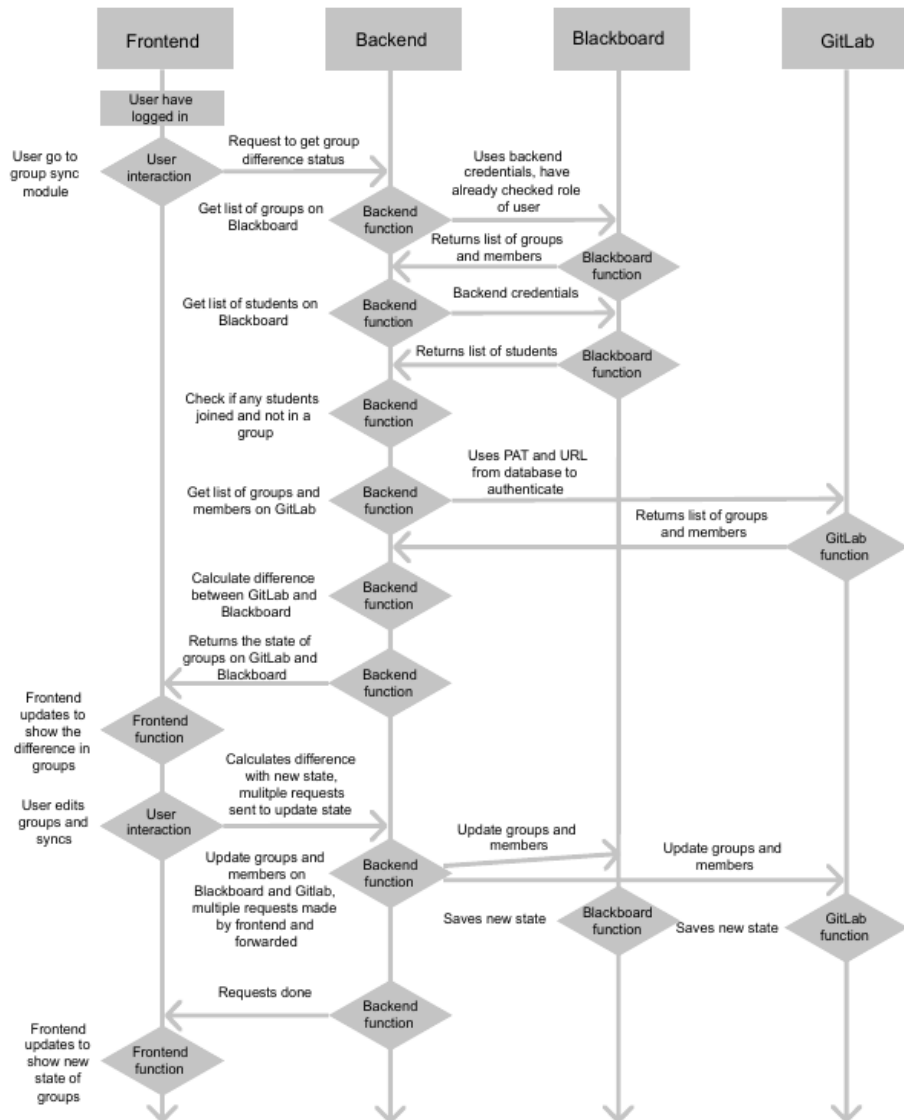 Frontend
Backend
Blackboard
GitLab
User have
logged in
User go to
group sync
module
User
interaction
Request to get group
difference status
Uses backend
credentials, have
already checked role
of user
Get list of groups on
Blackboard
Backend
function
Returns list of groups
and members
Blackboard
function
Get list of students on
Blackboard
Backend
function
Backend credentials
Returns list of students
Blackboard
function
Check if any students
joined and not in a
group
Backend
function
Uses PAT and URL
from database to
authenticate
Get list of groups and
members on GitLab
Backend
function
Returns list of groups
and members
GitLab
function
Calculate difference
between GitLab and
Blackboard
Backend
function
Returns the state of
groups on GitLab and
Blackboard
Backend
function
Frontend
updates to
show the
difference in
groups
Frontend
function
Calculates difference
with new state,
mulitple requests
sent to update state
User edits
groups and
syncs
User
interaction
Update groups and
members
Update groups and
members
Update groups and
members on
Blackboard and Gitlab,
multiple requests made
by frontend and
forwarded
Backend
function
Saves new state
Blackboard
function
Saves new state
GitLab
function
Requests done
Backend
function
Frontend
updates to
show new
state of
groups
Frontend
function